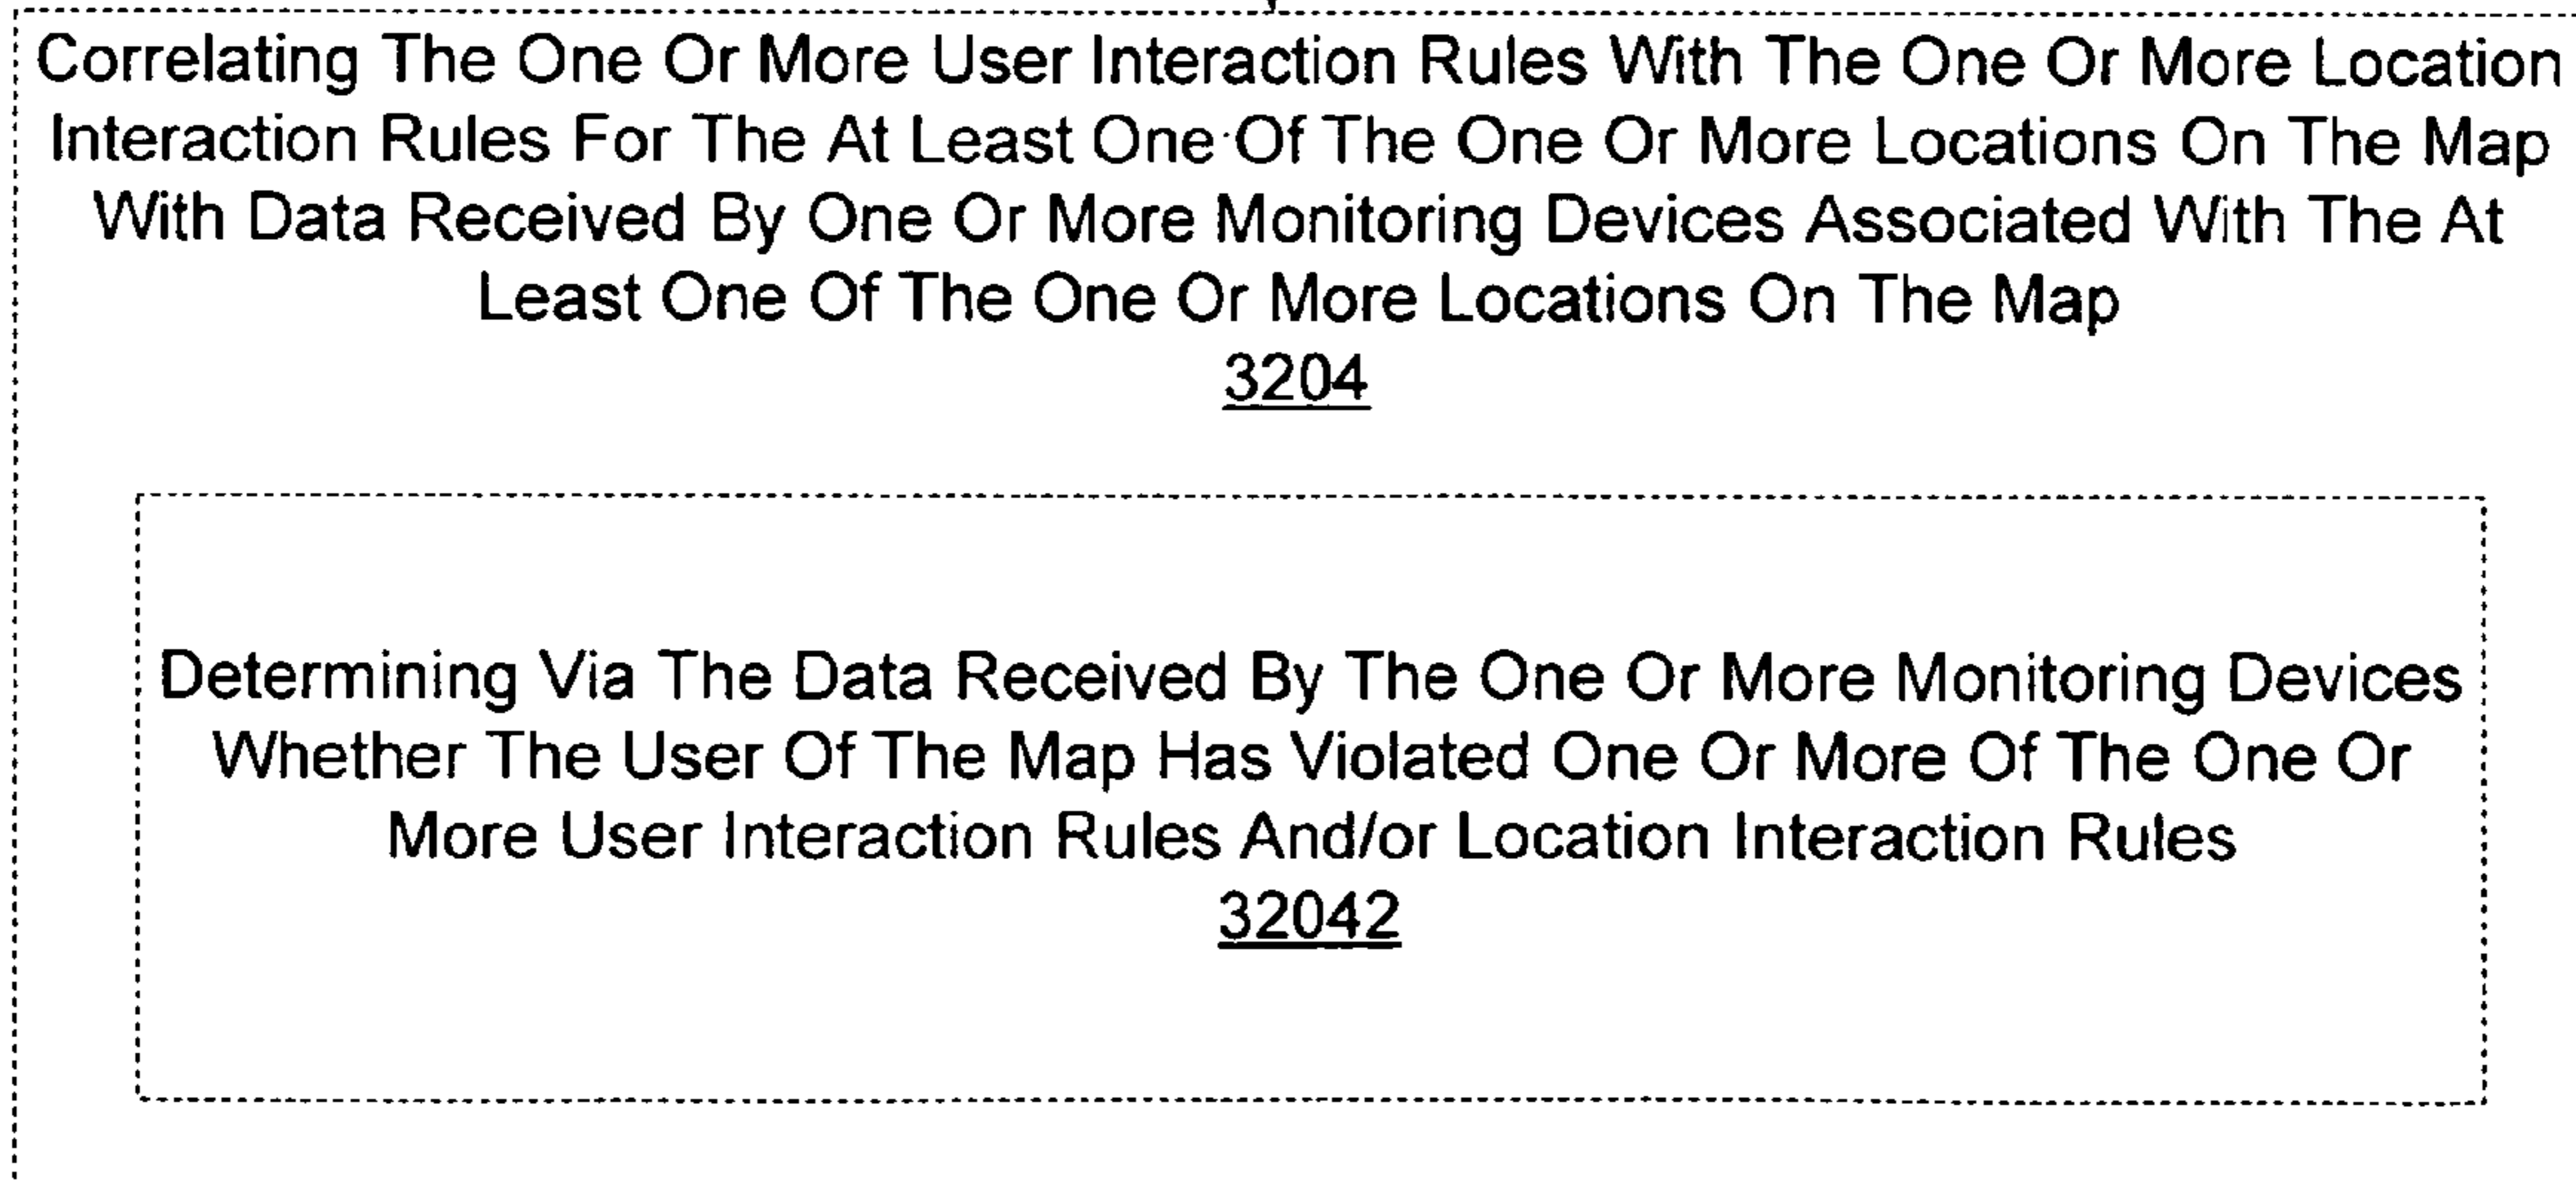 Correlating The One Or More User Interaction Rules With The One Or More Location
Interaction Rules For The At Least One Of The One Or More Locations On The Map
With Data Received By One Or More Monitoring Devices Associated With The At
Least One Of The One Or More Locations On The Map
3204
Determining Via The Data Received By The One Or More Monitoring Devices
Whether The User Of The Map Has Violated One Or More Of The One Or
More User Interaction Rules And/or Location Interaction Rules
32042